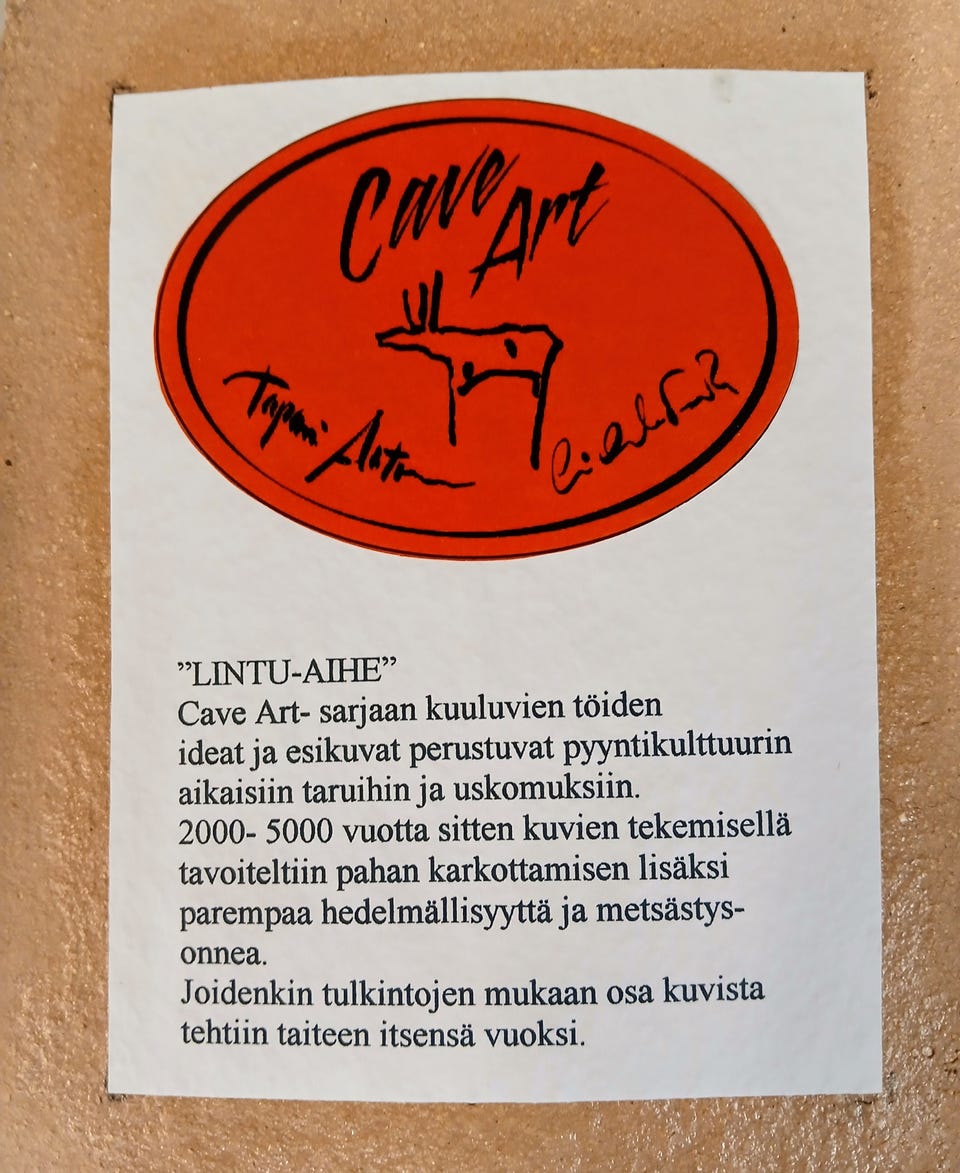 Cave
Art
Tapani
”LINTU-AIHE”
Cave Art- sarjaan kuuluvien töiden
ideat ja esikuvat perustuvat pyyntikulttuurin
aikaisiin taruihin ja uskomuksiin.
2000- 5000 vuotta sitten kuvien tekemisellä
tavoiteltiin pahan karkottamisen lisäksi
parempaa hedelmällisyyttä ja metsästys-
onnea.
Joidenkin tulkintojen mukaan osa kuvista
tehtiin taiteen itsensä vuoksi.